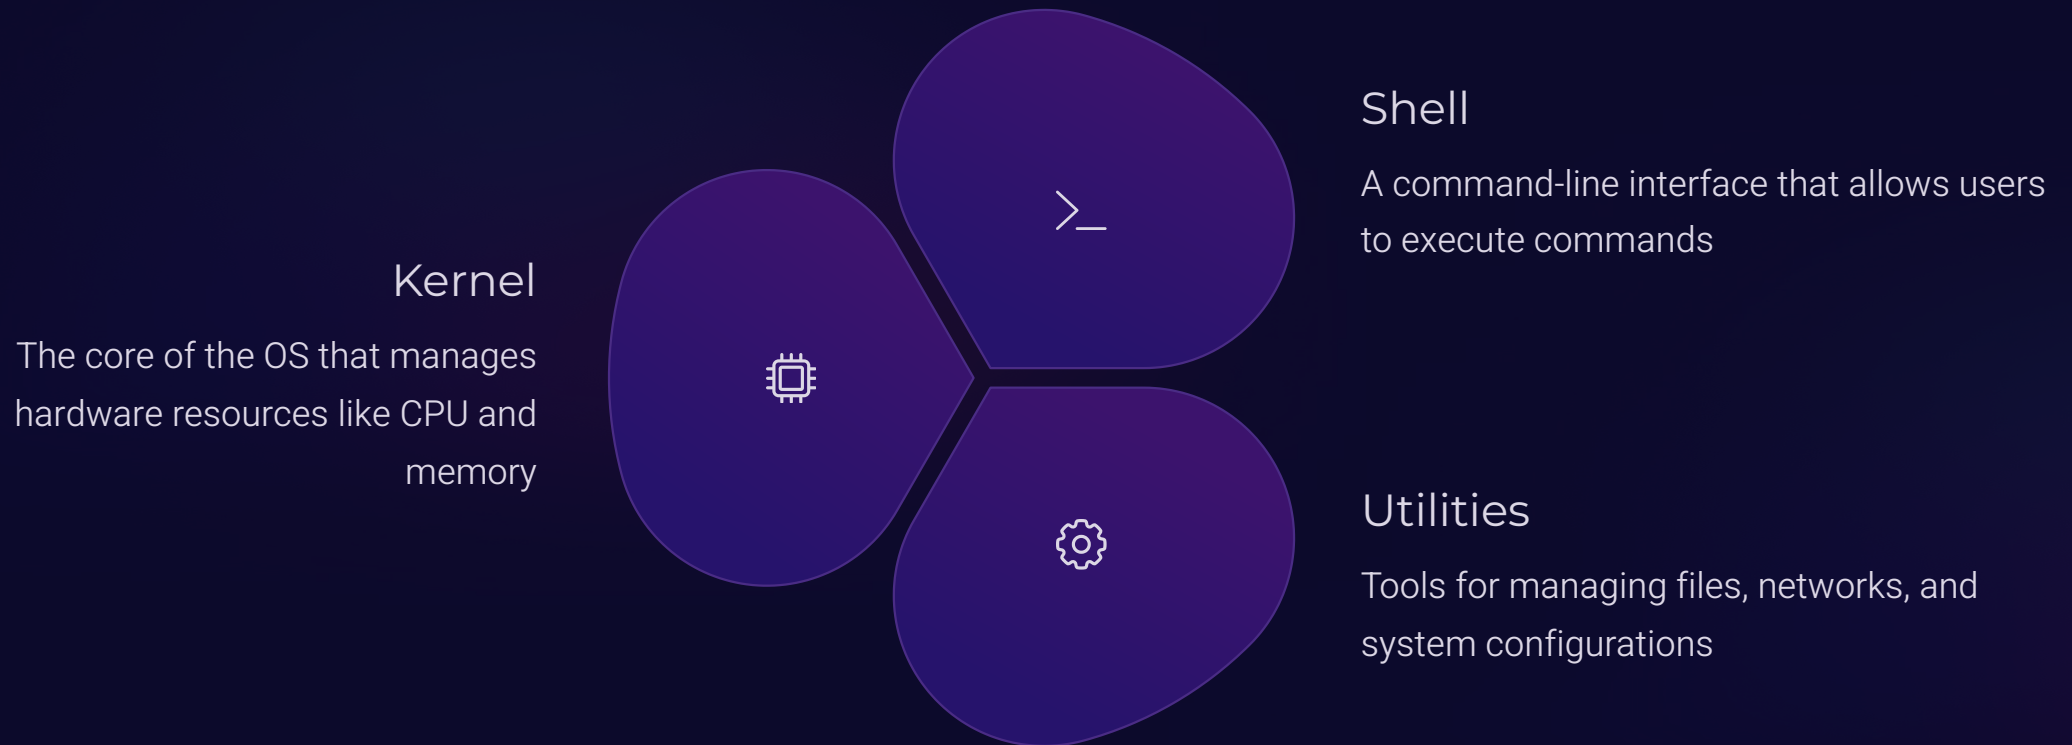 Kernel
The core of the OS that manages
hardware resources like CPU and
memory
Shell
A command-line interface that allows users
to execute commands
Utilities
Tools for managing files, networks, and
system configurations